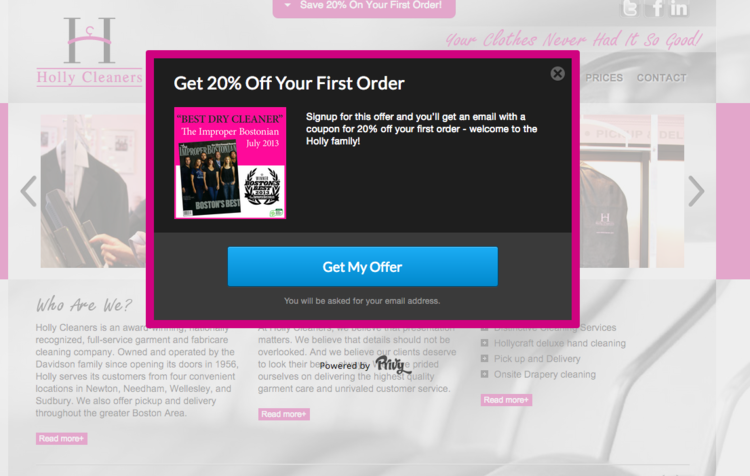 Save 20% On Your First Order!
Your Clothes Never Had It So Good!
H
Holly Cleaners
PRICES CONTACT
Get 20% Off Your First Order
"BEST DRY CLEANER"
The Improper Bostonian
July 2013
BOSTON'S BEST
BOSTON'S
BEST
Signup for this offer and you'll get an email with a
coupon for 20% off your first order - welcome to the
Holly family!
Get My Offer
You will be asked for your email address.
Powered by Privy
Who Are We?
Holly Cleaners is an award winning, nationally
recognized, full-service garment and fabricare
cleaning company. Owned and operated by the
Davidson family since opening its doors in 1956,
Holly serves its customers from four convenient
locations in Newton, Needham, Wellesley, and
Sudbury. We also offer pickup and delivery
throughout the greater Boston Area.
Read more+
At Holly Cleaners, we believe that presentation
matters. We believe that details should not be
overlooked. And we believe our clients deserve
to look their
prided
ourselves on delivering the highest quality
garment care and unrivaled customer service.
Read more+
Services
Hollycraft deluxe hand cleaning
Pick up and Delivery
Onsite Drapery cleaning
Read more+